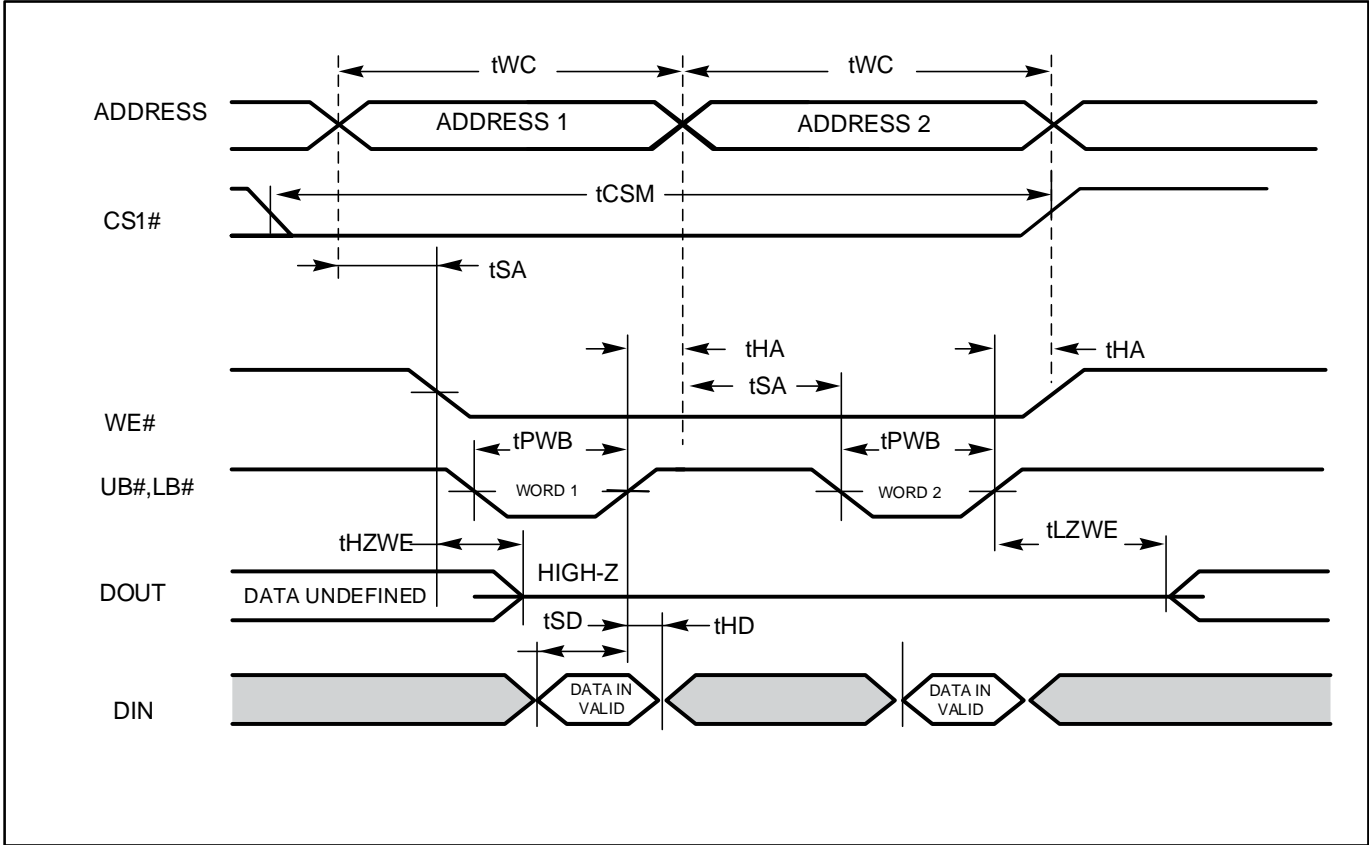 tWC tWC
ADDRESS ADDRESS 1 ADDRESS 2
tCSM
CS1#
tSA
tHA tHA
tSA
WE#
tPWB tPWB
UB#,LB# WORD 1 WORD 2
tHZWE tLZWE
HIGH-Z
DOUT DATA UNDEFINED
tSD tHD
DIN DATA IN VALID DATA IN VALID